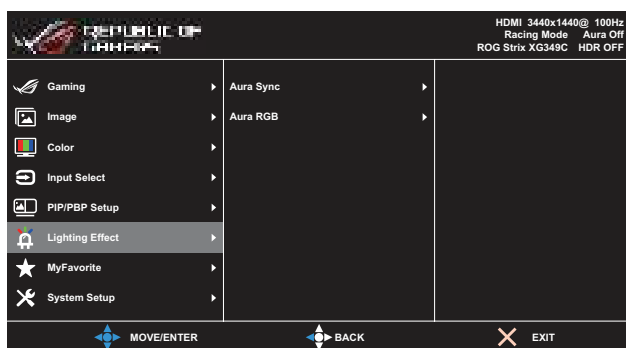 REPUBLIC OF
GAMERS
HDMI 3440x1440@ 100Hz
Racing Mode Aura Off
ROG Strix XG349C HDR OFF
Gaming
Image
Color
Input Select
PIP/PBP Setup
Lighting Effect
MyFavorite
System Setup
Aura Sync
Aura RGB
MOVE/ENTER
BACK
EXIT